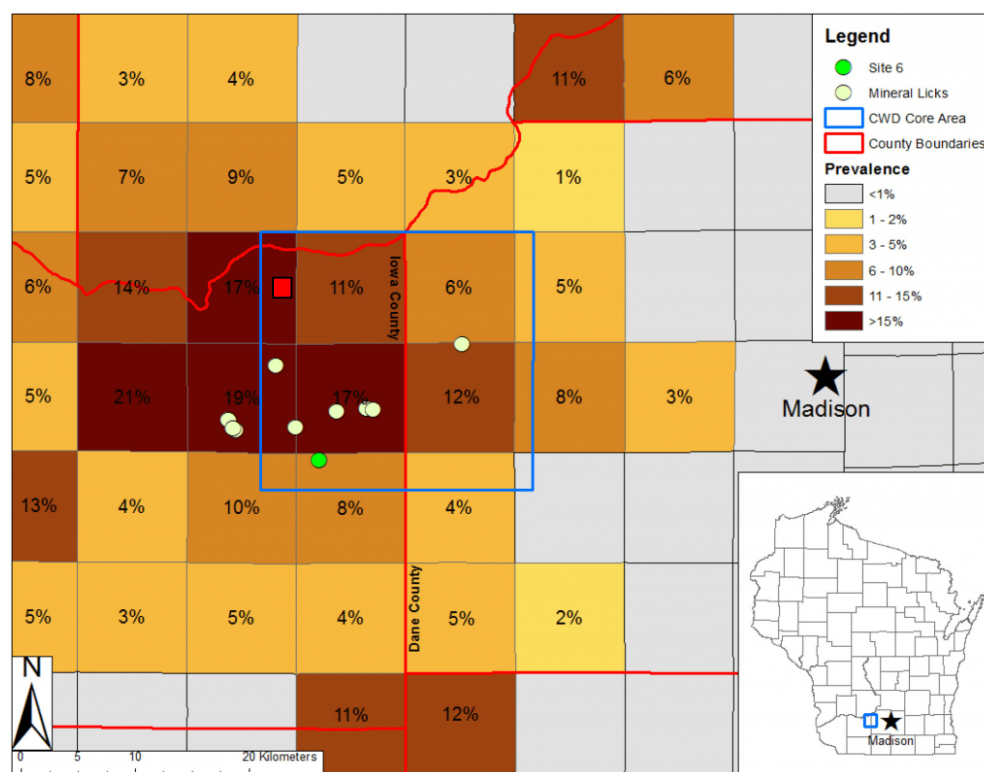 Legend
Site 6
Mineral Licks
CWD Core Area
County Boundaries
Prevalence
<1%
1 - 2%
3 - 5%
6 - 10%
11 - 15%
>15%
8% 3% 4% 11% 6%
5% 7% 9% 5% 3% 1%
6% 14% 17% 11% 6% 5%
Iowa County
5% 21% 19% 17% 12% 8% 3%
Madison
13% 4% 10% 8% 4%
Dane County
5% 3% 5% 4% 5% 2%
11% 12%
N
0 5 10 20 Kilometers
Madison